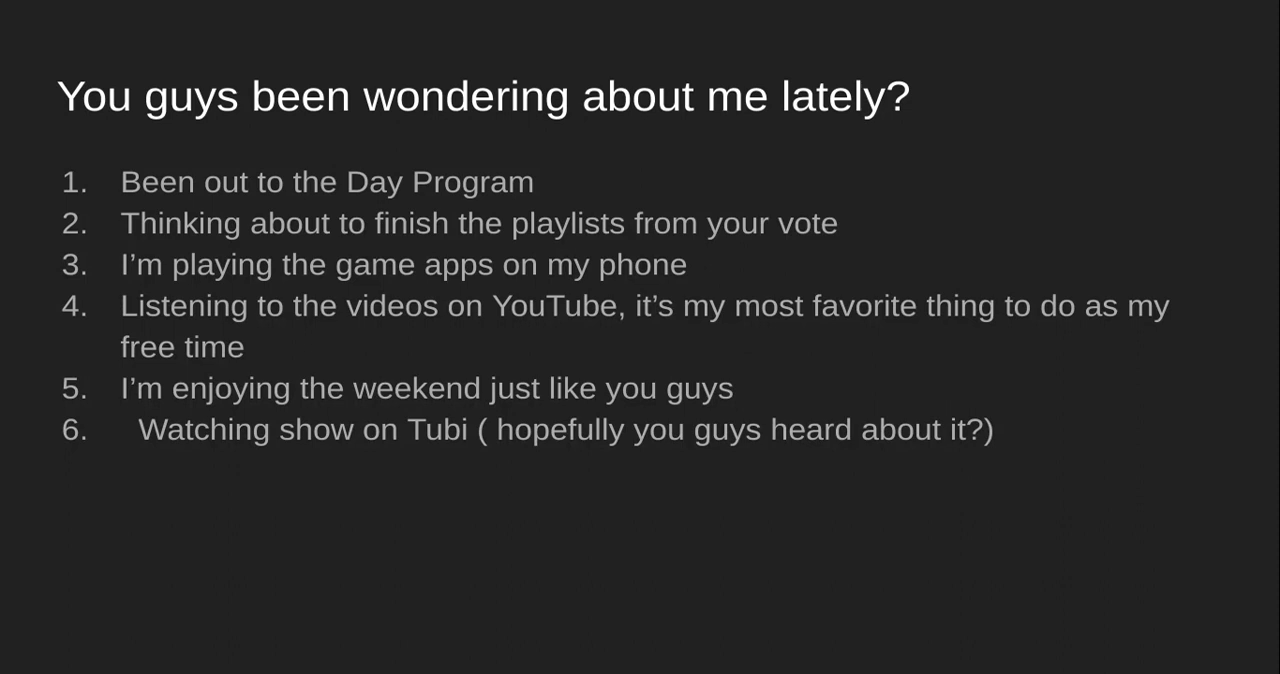 You guys been wondering about me lately?
1. Been out to the Day Program
2. Thinking about to finish the playlists from your vote
3. I’m playing the game apps on my phone
4. Listening to the videos on YouTube, it’s my most favorite thing to do as my
free time
5. I’m enjoying the weekend just like you guys
6. Watching show on Tubi ( hopefully you guys heard about it?)